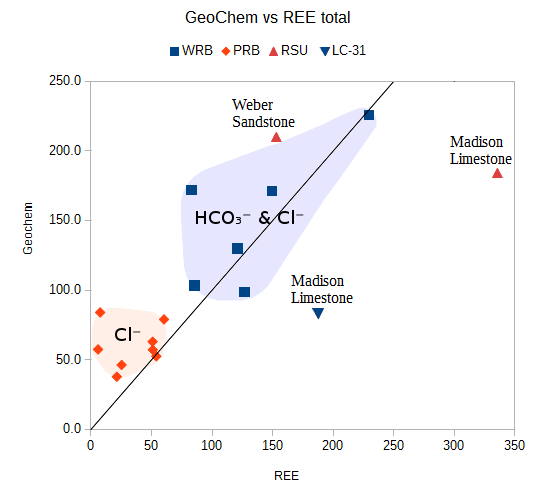 GeoChem vs REE total
WRB PRB RSU LC-31
250.0
200.0
150.0
100.0
50.0
0.0
Geochem
Weber
Sandstone
Madison
Limestone
HCO₃⁻ & Cl⁻
Madison
Limestone
Cl⁻
0 50 100 150 200 250 300 350
REE